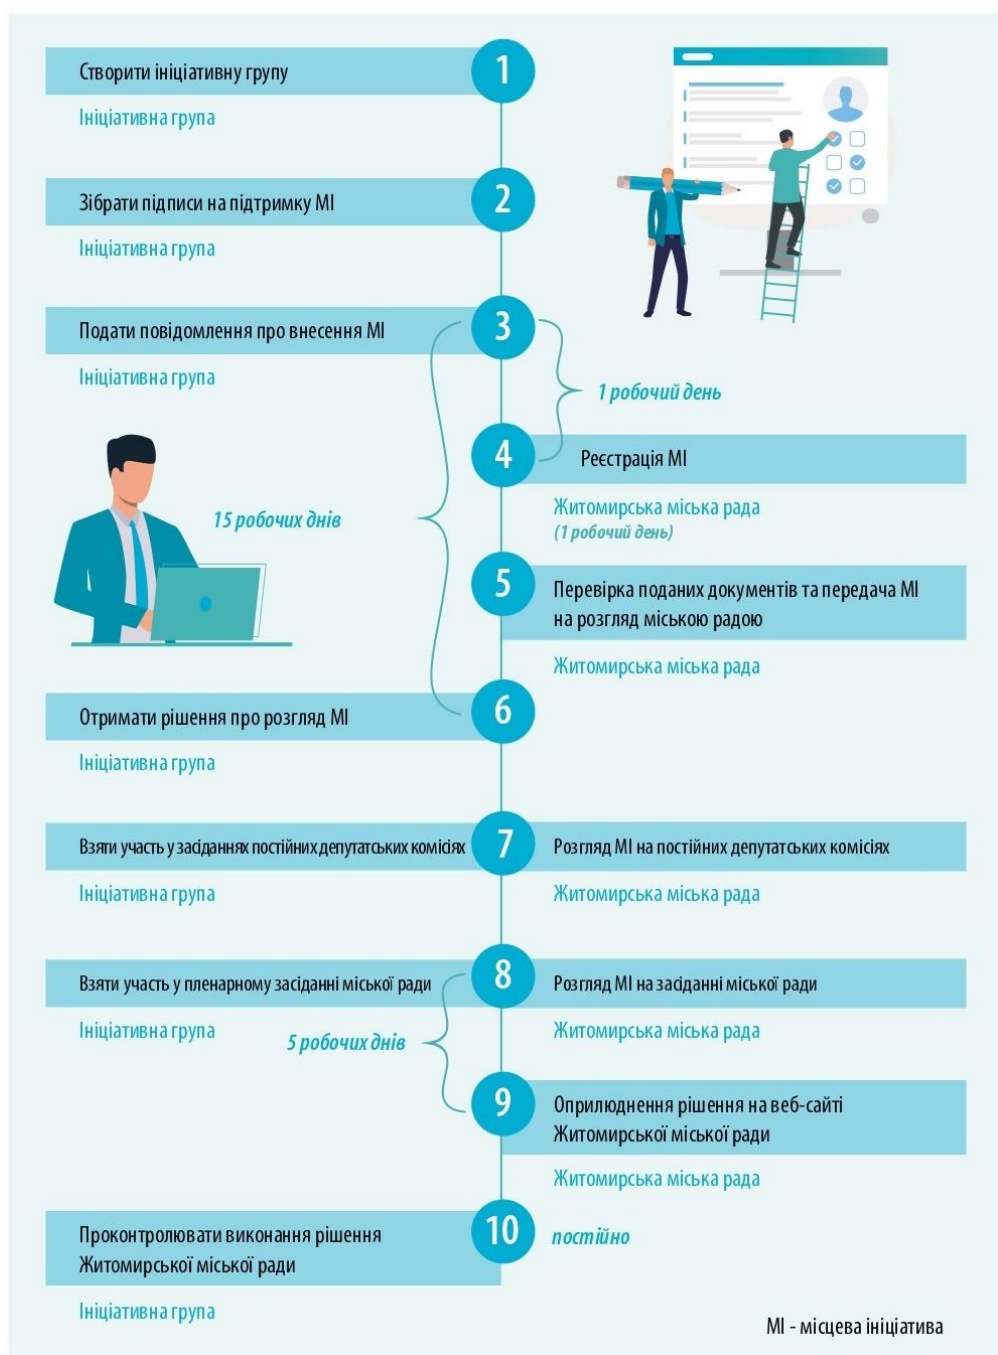 1
Створити ініціативну групу
Ініціативна група
2
Зібрати підписи на підтримку МІ
Ініціативна група
3
Подати повідомлення про внесення МІ
Ініціативна група
1 робочий день
4
Реєстрація МІ
Житомирська міська рада
(1 робочий день)
15 робочих днів
5
Перевірка поданих документів та передача МІ
на розгляд міською радою
Житомирська міська рада
6
Отримати рішення про розгляд МІ
Ініціативна група
7
Взяти участь у засіданнях постійних депутатських комісіях
Ініціативна група
Розгляд МІ на постійних депутатських комісіях
Житомирська міська рада
8
Взяти участь у пленарному засіданні міської ради
Ініціативна група
Розгляд МІ на засіданні міської ради
Житомирська міська рада
5 робочих днів
9
Оприлюднення рішення на веб-сайті
Житомирської міської ради
Житомирська міська рада
10
Проконтролювати виконання рішення
Житомирської міської ради
Ініціативна група
постійно
МІ - місцева ініціатива